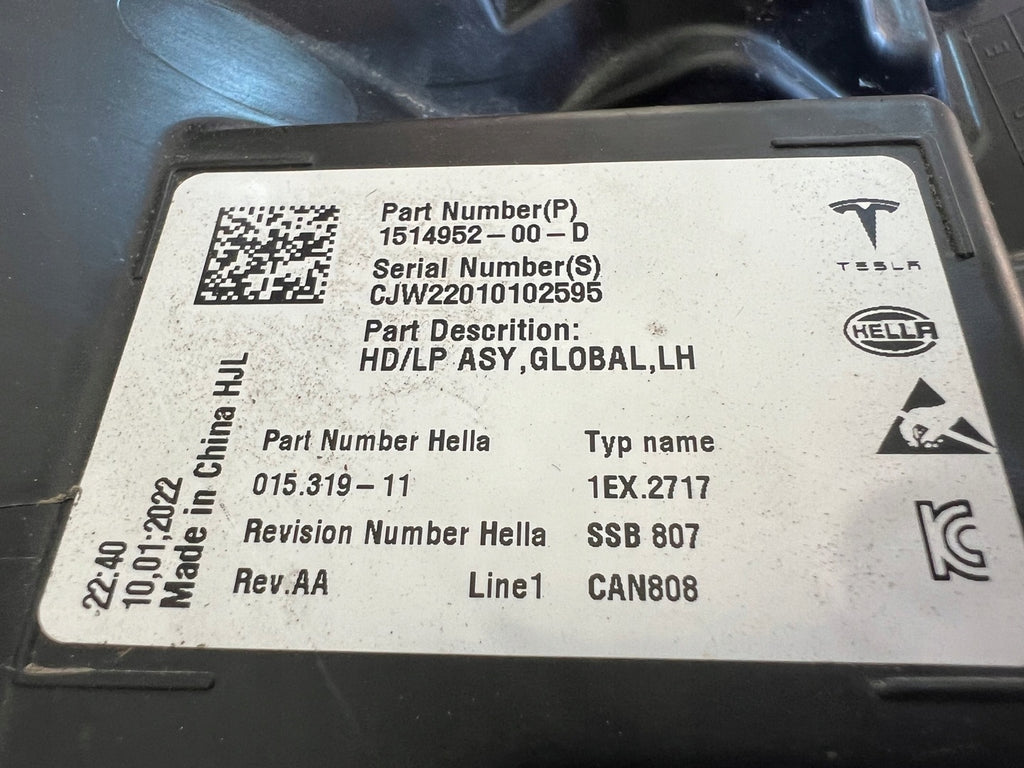 Part Number(P)
1514952-00-D
Serial Number(S)
CJW22010102595
Part Descrition:
HD/LP ASY,GLOBAL,LH
TESLA
HELLA
Part Number Hella
Typ name
015.319-11
1EX.2717
Revision Number Hella
SSB 807
Rev.AA
Line1
CAN808
22:40
10,01;2022
Made in China HJL